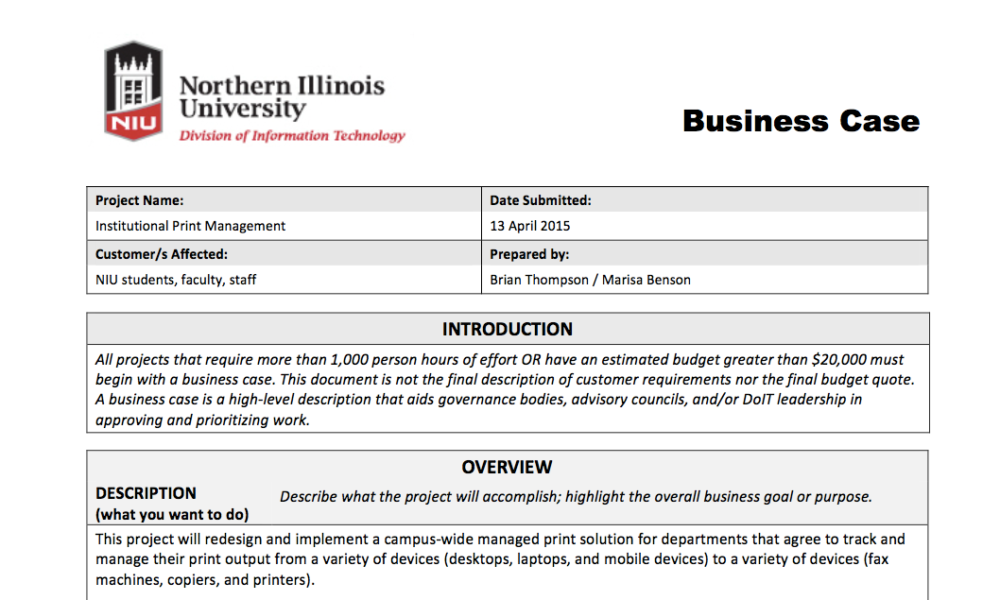 NIU
Northern Illinois
University
Division of Information Technology
Business Case
Project Name:
Date Submitted:
Institutional Print Management
13 April 2015
Customer/s Affected:
Prepared by:
NIU students, faculty, staff
Brian Thompson / Marisa Benson
INTRODUCTION
All projects that require more than 1,000 person hours of effort OR have an estimated budget greater than $20,000 must
begin with a business case. This document is not the final description of customer requirements nor the final budget quote.
A business case is a high-level description that aids governance bodies, advisory councils, and/or DoIT leadership in
approving and prioritizing work.
OVERVIEW
DESCRIPTION
(what you want to do)
Describe what the project will accomplish; highlight the overall business goal or purpose.
This project will redesign and implement a campus-wide managed print solution for departments that agree to track and
manage their print output from a variety of devices (desktops, laptops, and mobile devices) to a variety of devices (fax
machines, copiers, and printers).